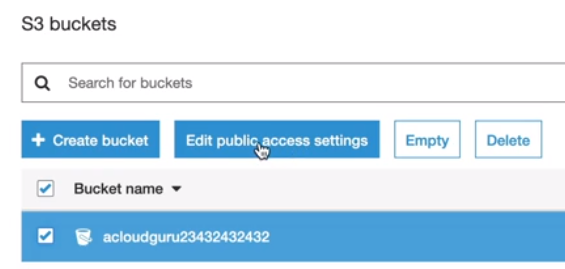 S3 buckets
Search for buckets
+ Create bucket Edit public access settings Empty Delete
Bucket name
acloudguru23432432432